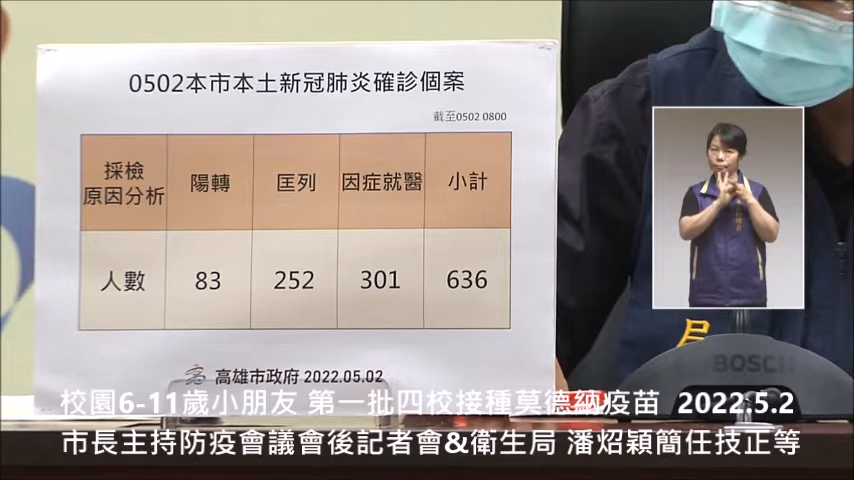 0502本市本土新冠肺炎確診個案
截至0502 0800
採檢原因分析 陽轉 匡列 因症就醫 小計
人數 83 252 301 636
高雄市政府 2022.05.02
局
BOSCH
校園6-11歲小朋友 第一批四校接種莫德納疫苗 2022.5.2
市長主持防疫會議會後記者會&衛生局 潘炤穎簡任技正等